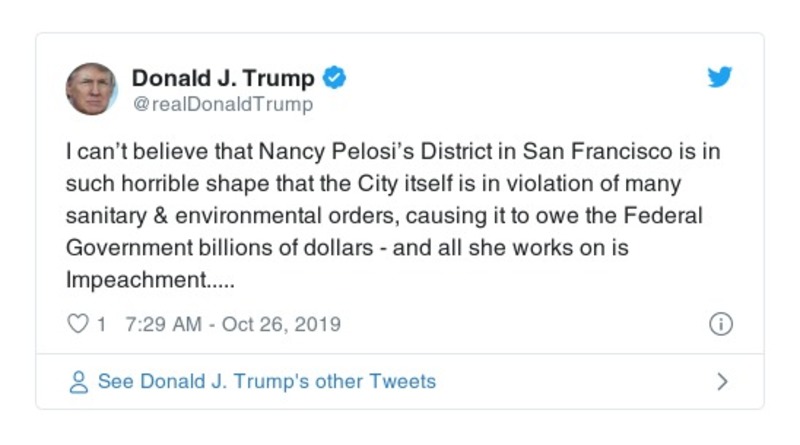 Donald J. Trump
@realDonaldTrump
I can’t believe that Nancy Pelosi’s District in San Francisco is in
such horrible shape that the City itself is in violation of many
sanitary & environmental orders, causing it to owe the Federal
Government billions of dollars - and all she works on is
Impeachment.....
1 7:29 AM - Oct 26, 2019
See Donald J. Trump's other Tweets